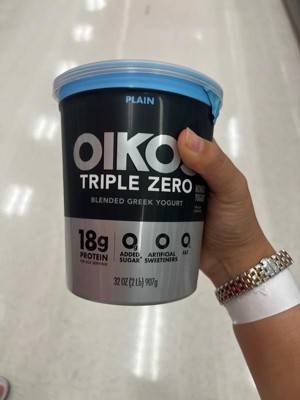 PLAIN
OIKOS
TRIPLE ZERO
BLENDED GREEK YOGURT
18g PROTEIN
0g ADDED SUGAR*
0 ARTIFICIAL SWEETENERS
0 FAT
32 OZ (2 Lb) 907g